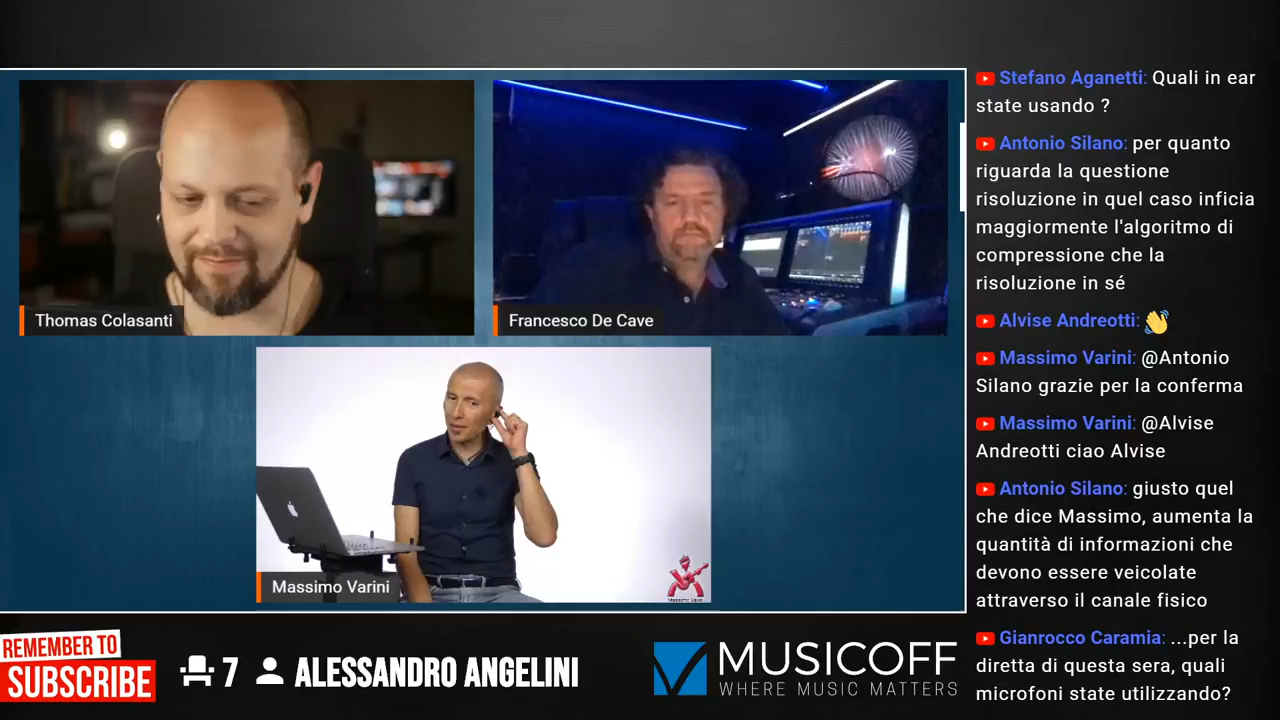 Thomas Colasanti
Francesco De Cave
Massimo Varini
Massimo Varini
REMEMBER TO
SUBSCRIBE
7
ALESSANDRO ANGELINI
MUSICOFF
WHERE MUSIC MATTERS
Stefano Aganetti: Quali in ear
state usando ?
Antonio Silano: per quanto
riguarda la questione
risoluzione in quel caso inficia
maggiormente l'algoritmo di
compressione che la
risoluzione in sé
Alvise Andreotti: 👋
Massimo Varini: @Antonio
Silano grazie per la conferma
Massimo Varini: @Alvise
Andreotti ciao Alvise
Antonio Silano: giusto quel
che dice Massimo, aumenta la
quantità di informazioni che
devono essere veicolate
attraverso il canale fisico
Gianrocco Caramia: ...per la
diretta di questa sera, quali
microfoni state utilizzando?